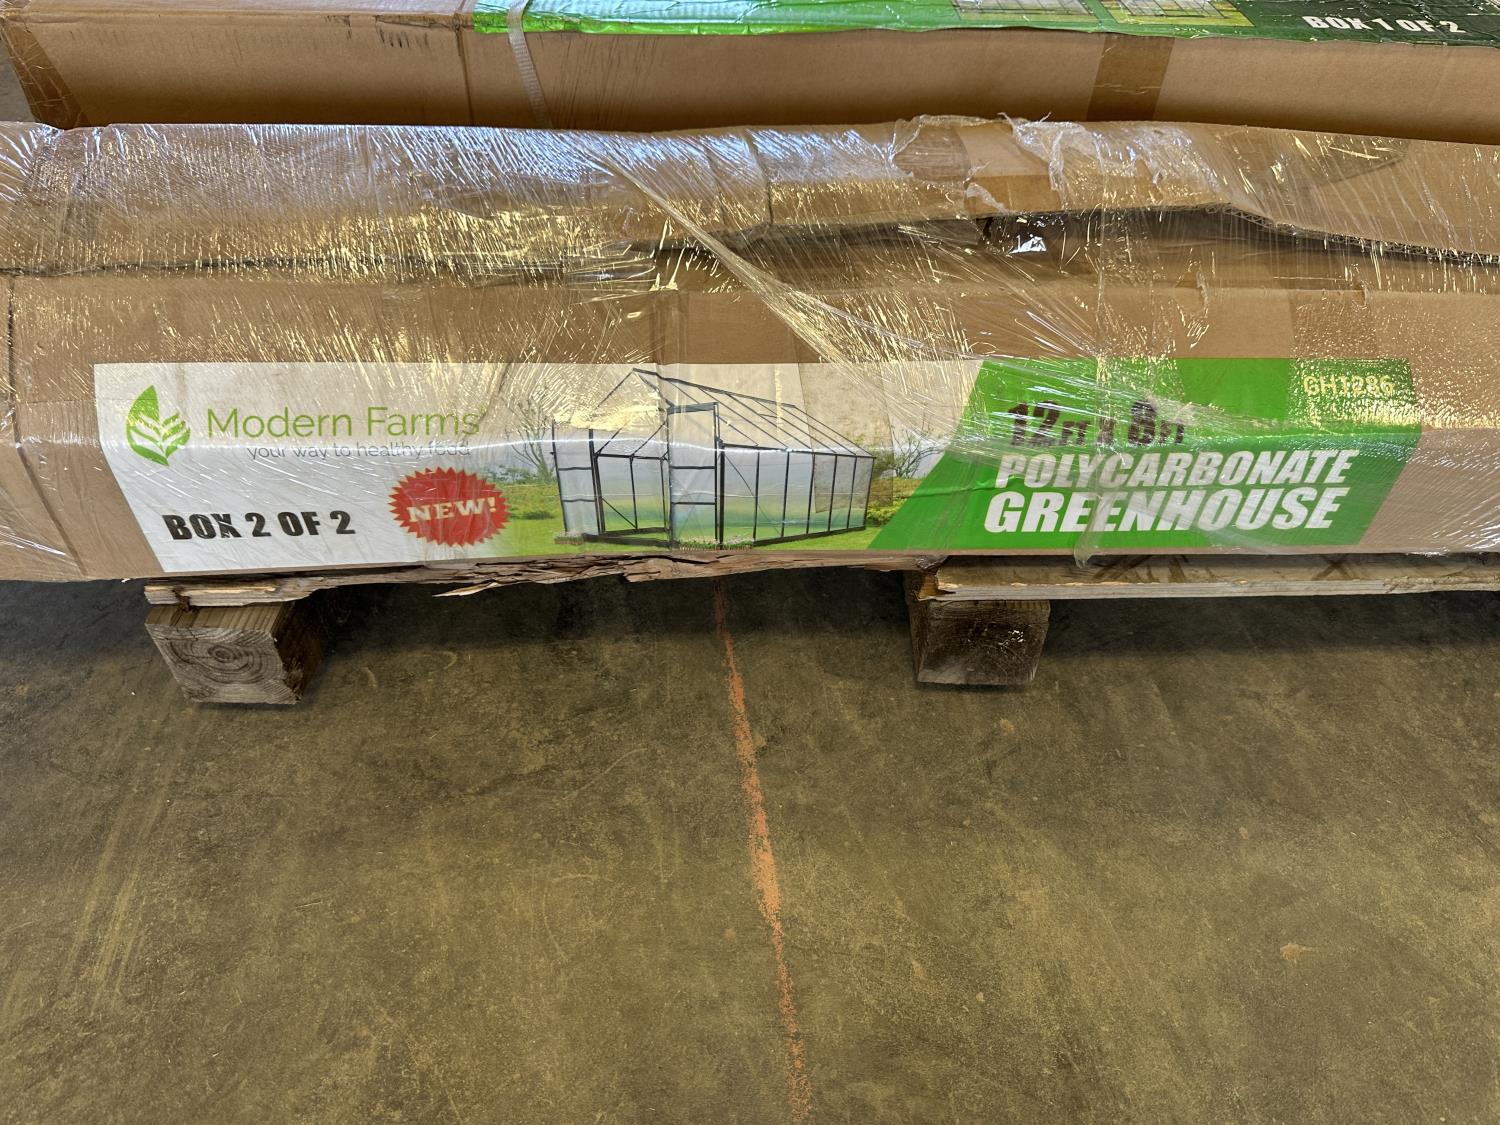 BOX 1 OF 2
Modern Farms
your way to healthy food
NEW!
BOX 2 OF 2
GH1286
12FT X 8FT
POLYCARBONATE
GREENHOUSE